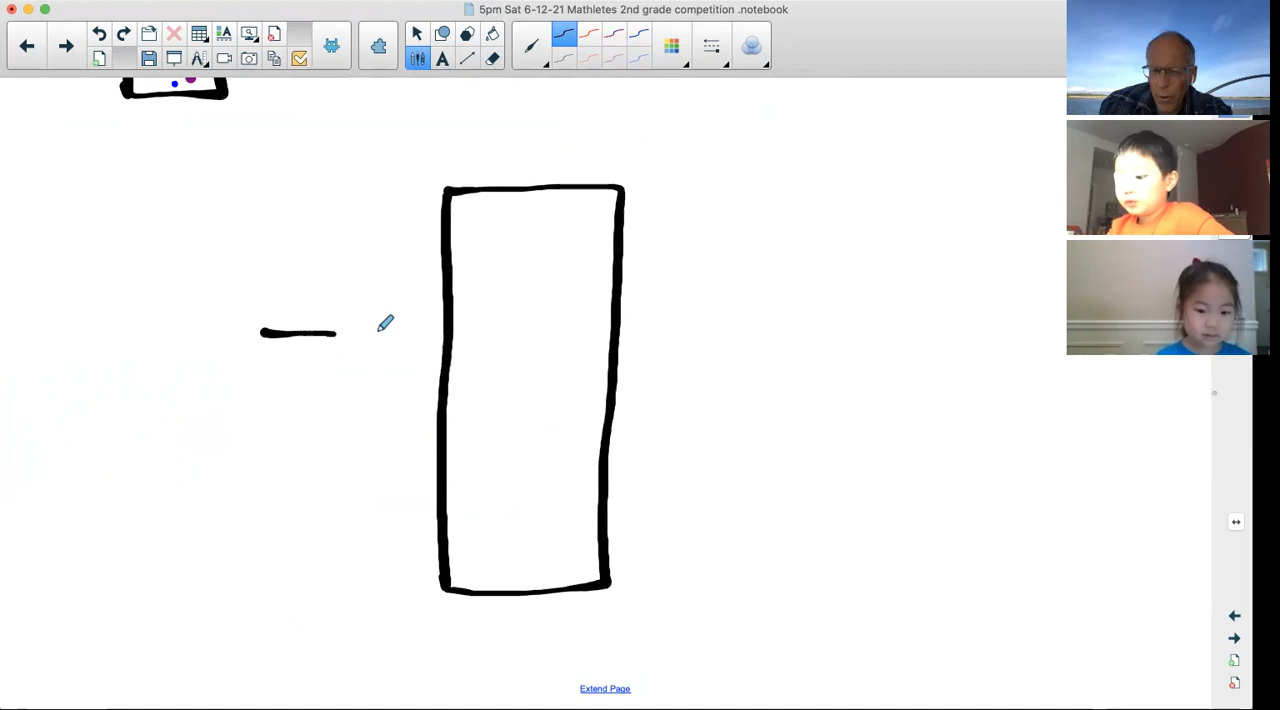 5pm Sat 6-12-21 Mathletes 2nd grade competition .notebook
Extend Page